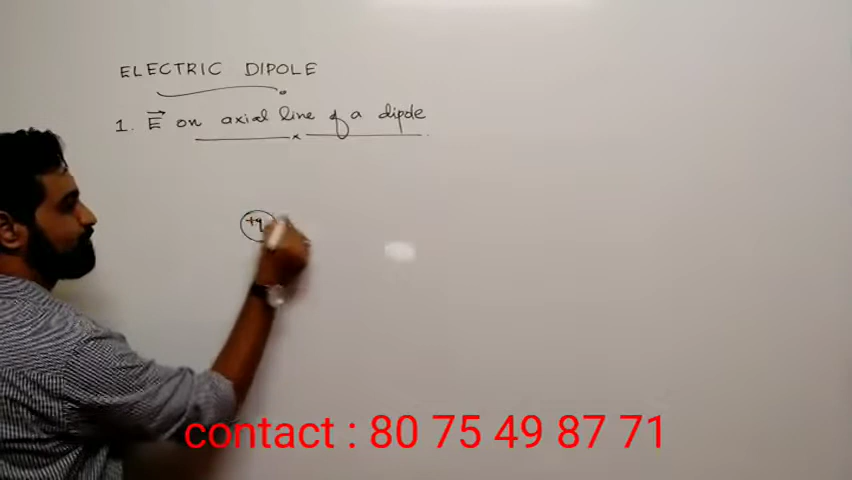 ELECTRIC DIPOLE
1. E on axial line of a dipole
+q
contact : 80 75 49 87 71